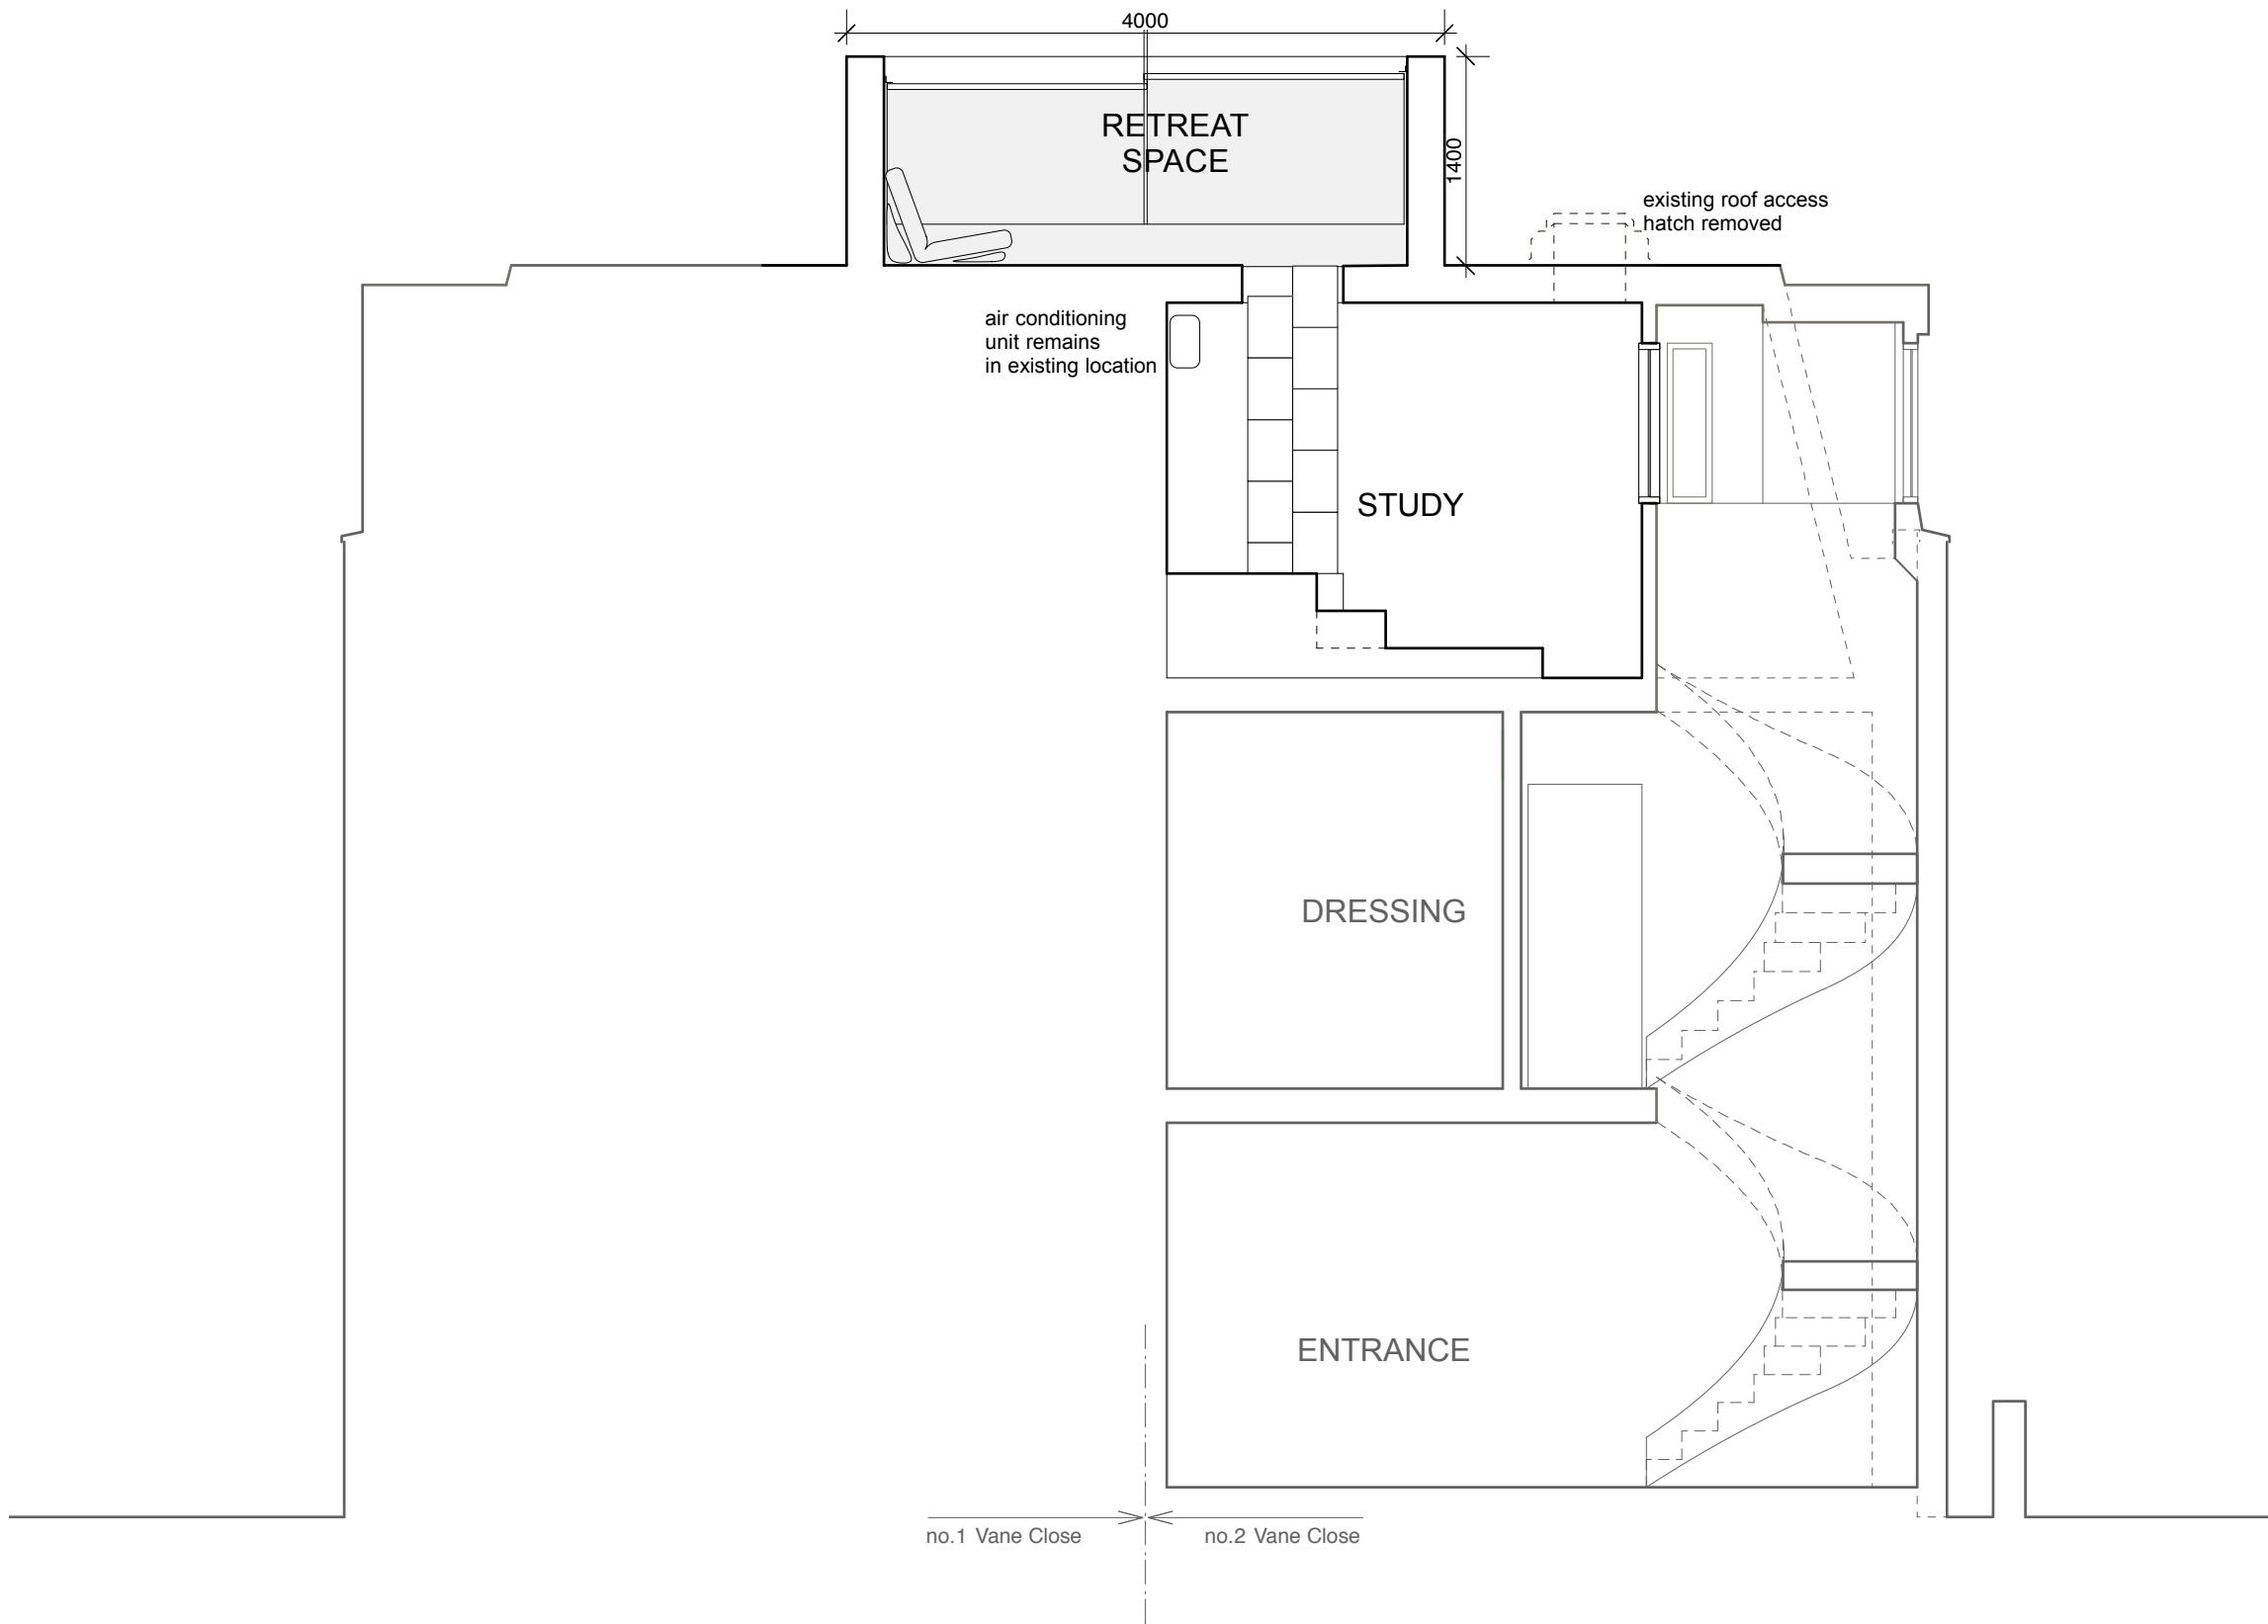 4000
RETREAT
SPACE
1400
existing roof access
hatch removed
air conditioning
unit remains
in existing location
STUDY
DRESSING
ENTRANCE
no.1 Vane Close
no.2 Vane Close